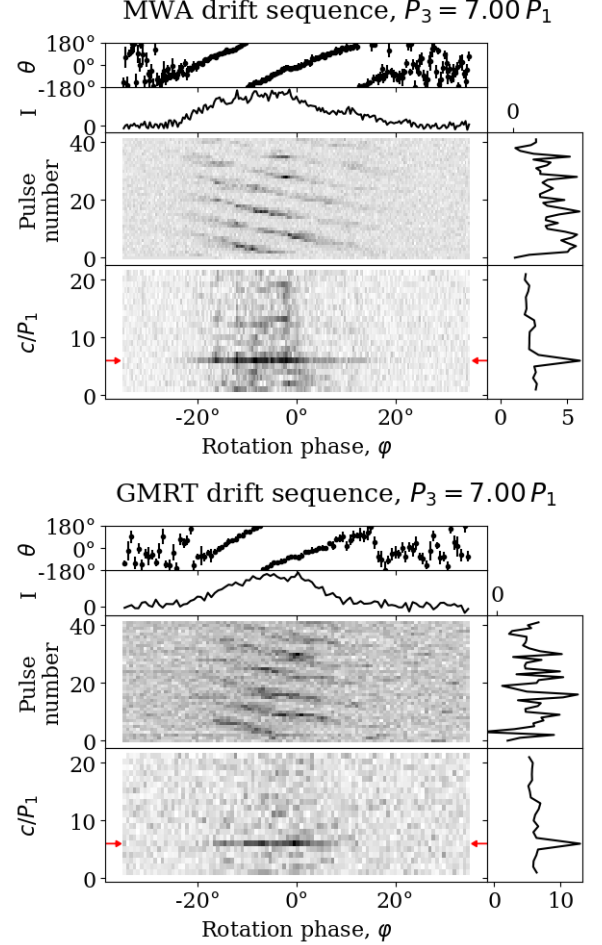 MWA drift sequence, P₃ = 7.00 P₁
180°
θ 0°
-180°
I 0
0
40
Pulse number 20
0
20
c/P₁ 10
0
-20° 0° 20° 0 5
Rotation phase, φ
GMRT drift sequence, P₃ = 7.00 P₁
180°
θ 0°
-180°
I 0
0
40
Pulse number 20
0
20
c/P₁ 10
0
-20° 0° 20° 0 10
Rotation phase, φ